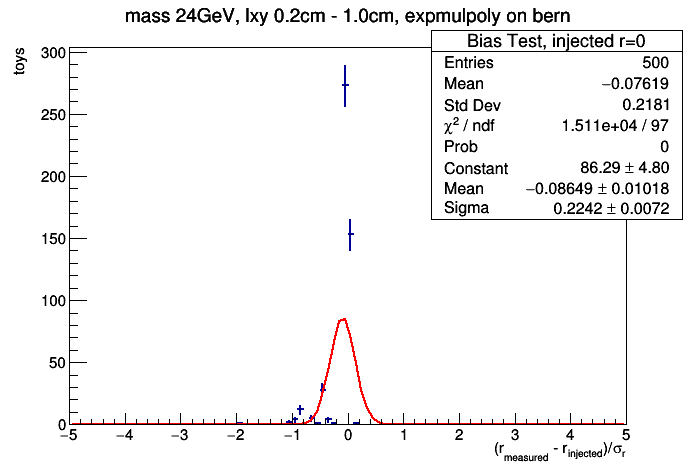 mass 24GeV, lxy 0.2cm - 1.0cm, expmulpoly on bern
Bias Test, injected r=0
Entries 500
Mean −0.07619
Std Dev 0.2181
χ² / ndf 1.511e+04 / 97
Prob 0
Constant 86.29 ± 4.80
Mean −0.08649 ± 0.01018
Sigma 0.2242 ± 0.0072
toys
300
250
200
150
100
50
0
−5 −4 −3 −2 −1 0 1 2 3 4 5
(r_measured - r_injected)/σ_r